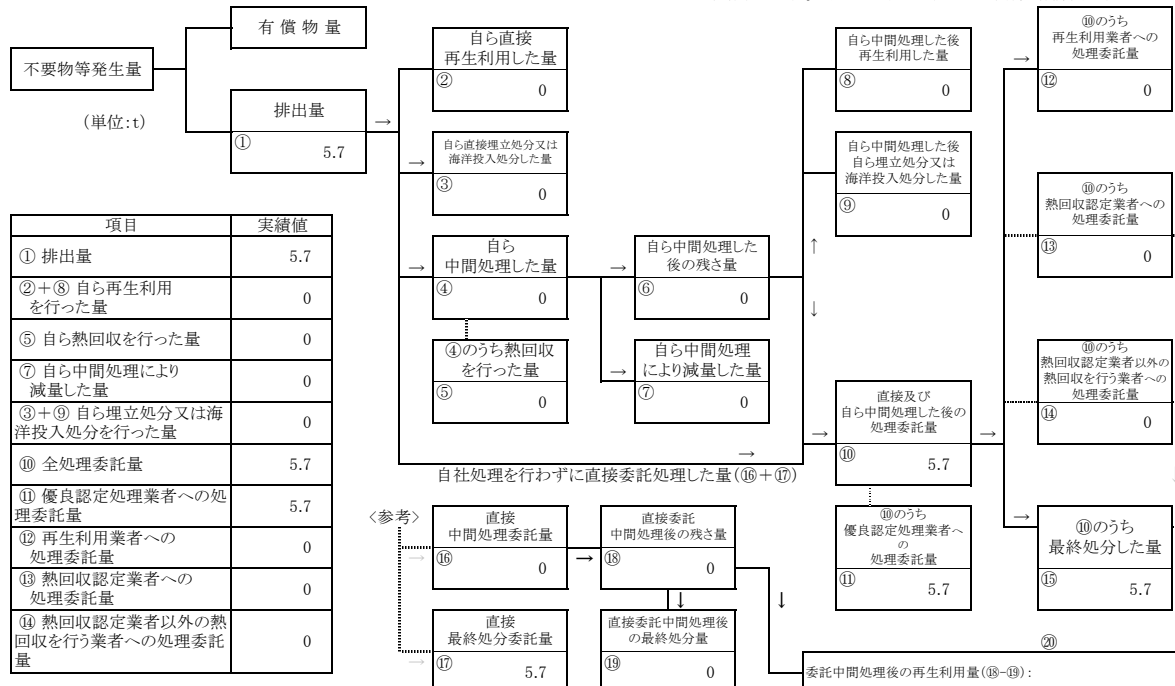 不要物等発生量
(単位:t)
有 償 物 量
排出量
①
5.7
→
自ら直接
再生利用した量
②
0
→
自ら直接埋立処分又は
海洋投入処分した量
③
0
→
自ら
中間処理した量
④
0
④のうち熱回収
を行った量
⑤
0
→
自ら中間処理した
後の残さ量
⑥
0
→
自ら中間処理
により減量した量
⑦
0
自ら中間処理した後
再生利用した量
⑧
0
自ら中間処理した後
自ら埋立処分又は
海洋投入処分した量
⑨
0
↑
↓
→
→
直接及び
自ら中間処理した後の
処理委託量
⑩
5.7
→
⑩のうち
優良認定処理業者へ
の
処理委託量
⑪
5.7
→
⑩のうち
再生利用業者への
処理委託量
⑫
0
⑩のうち
熱回収認定業者への
処理委託量
⑬
0
⑩のうち
熱回収認定業者以外の
熱回収を行う業者への
処理委託量
⑭
0
→
⑩のうち
最終処分した量
⑮
5.7
自社処理を行わずに直接委託処理した量(⑯+⑰)
〈参考〉
→
直接
中間処理委託量
⑯
0
→
直接委託
中間処理後の残さ量
⑱
0
→
直接
最終処分委託量
⑰
5.7
↓
↓
直接委託中間処理後
の最終処分量
⑲
0
⑳
委託中間処理後の再生利用量(⑱-⑲):
項目 実績値
① 排出量 5.7
②+⑧ 自ら再生利用
を行った量 0
⑤ 自ら熱回収を行った量 0
⑦ 自ら中間処理により
減量した量 0
③+⑨ 自ら埋立処分又は海
洋投入処分を行った量 0
⑩ 全処理委託量 5.7
⑪ 優良認定処理業者への処
理委託量 5.7
⑫ 再生利用業者への
処理委託量 0
⑬ 熱回収認定業者への
処理委託量 0
⑭ 熱回収認定業者以外の熱
回収を行う業者への処理委託
量 0